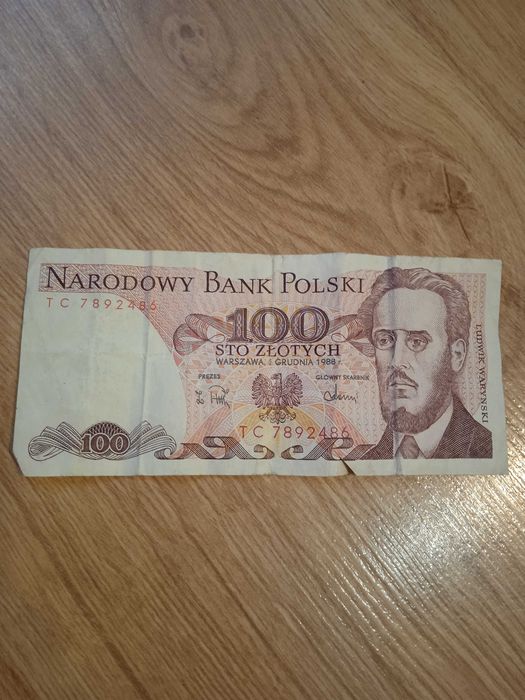 NARODOWY BANK POLSKI
TC 7892486
100
STO ZŁOTYCH
WARSZAWA, 1 GRUDNIA 1988 r.
PREZES
GŁÓWNY SKARBNIK
TC 7892486
100
LUDWIK WARYŃSKI